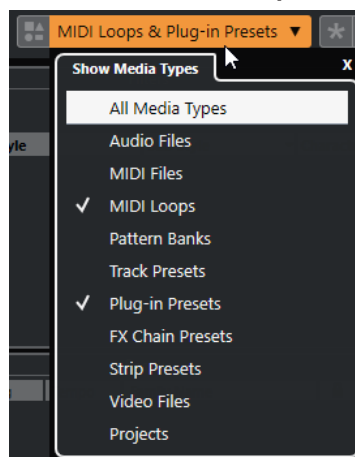 MIDI Loops & Plug-in Presets ▼
Show Media Types x
All Media Types
yle
Audio Files
MIDI Files
✓ MIDI Loops
Pattern Banks
Track Presets
✓ Plug-in Presets
FX Chain Presets
Strip Presets
Video Files
Projects